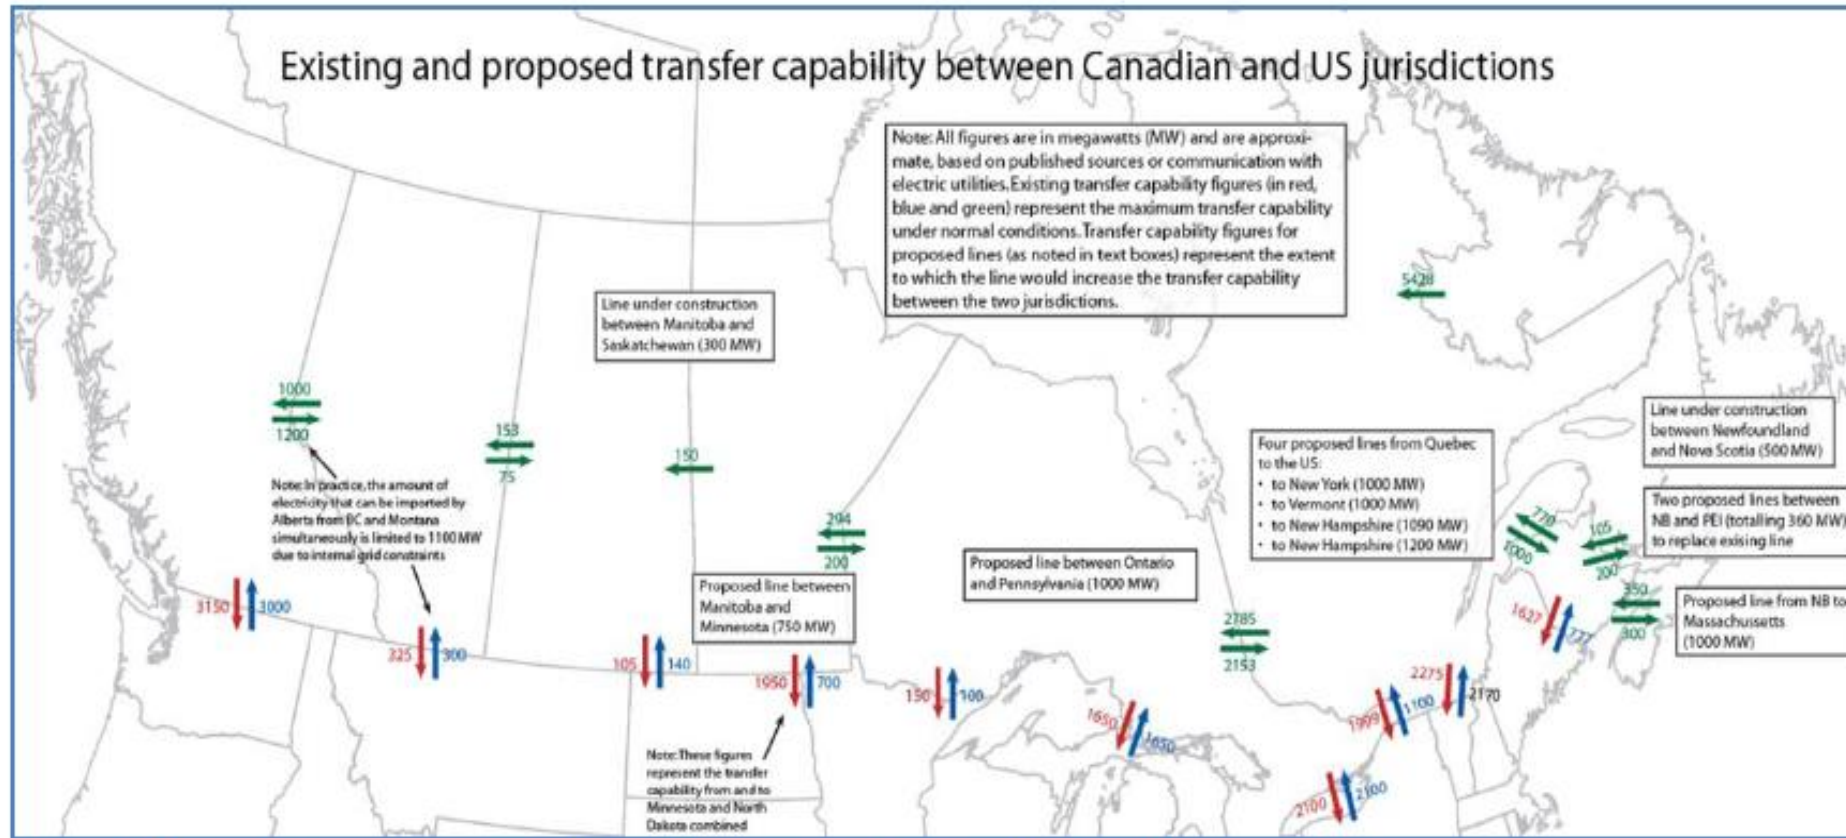 Existing and proposed transfer capability between Canadian and US jurisdictions
Note: All figures are in megawatts (MW) and are approxi-
mate, based on published sources or communication with
electric utilities. Existing transfer capability figures (in red,
blue and green) represent the maximum transfer capability
under normal conditions. Transfer capability figures for
proposed lines (as noted in text boxes) represent the extent
to which the line would increase the transfer capability
between the two jurisdictions.
5428
Line under construction
between Manitoba and
Saskatchewan (300 MW)
1000
1200
153
75
150
Note: In practice, the amount of
electricity that can be imported by
Alberta from BC and Montana
simultaneously is limited to 1100 MW
due to internal grid constraints
294
200
Four proposed lines from Quebec
to the US:
• to New York (1000 MW)
• to Vermont (1000 MW)
• to New Hampshire (1090 MW)
• to New Hampshire (1200 MW)
Line under construction
between Newfoundland
and Nova Scotia (500 MW)
Two proposed lines between
NB and PEI (totalling 360 MW)
to replace exising line
770
1000
105
200
Proposed line between Ontario
and Pennsylvania (1000 MW)
Proposed line between
Manitoba and
Minnesota (750 MW)
350
300
Proposed line from NB to
Massachussetts
(1000 MW)
3150
3000
325
300
105
140
1950
700
150
100
1650
1650
2785
2153
1627
777
2275
2170
1999
1100
2100
2100
Note: These figures
represent the transfer
capability from and to
Minnesota and North
Dakota combined